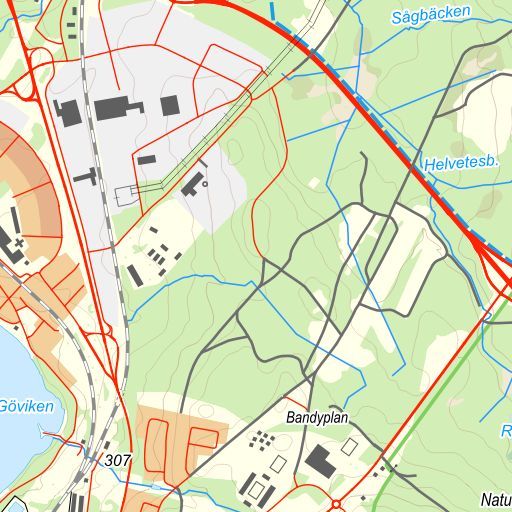 Sågbäcken
Helvetesb.
Göviken
Bandyplan
307
Natu
R